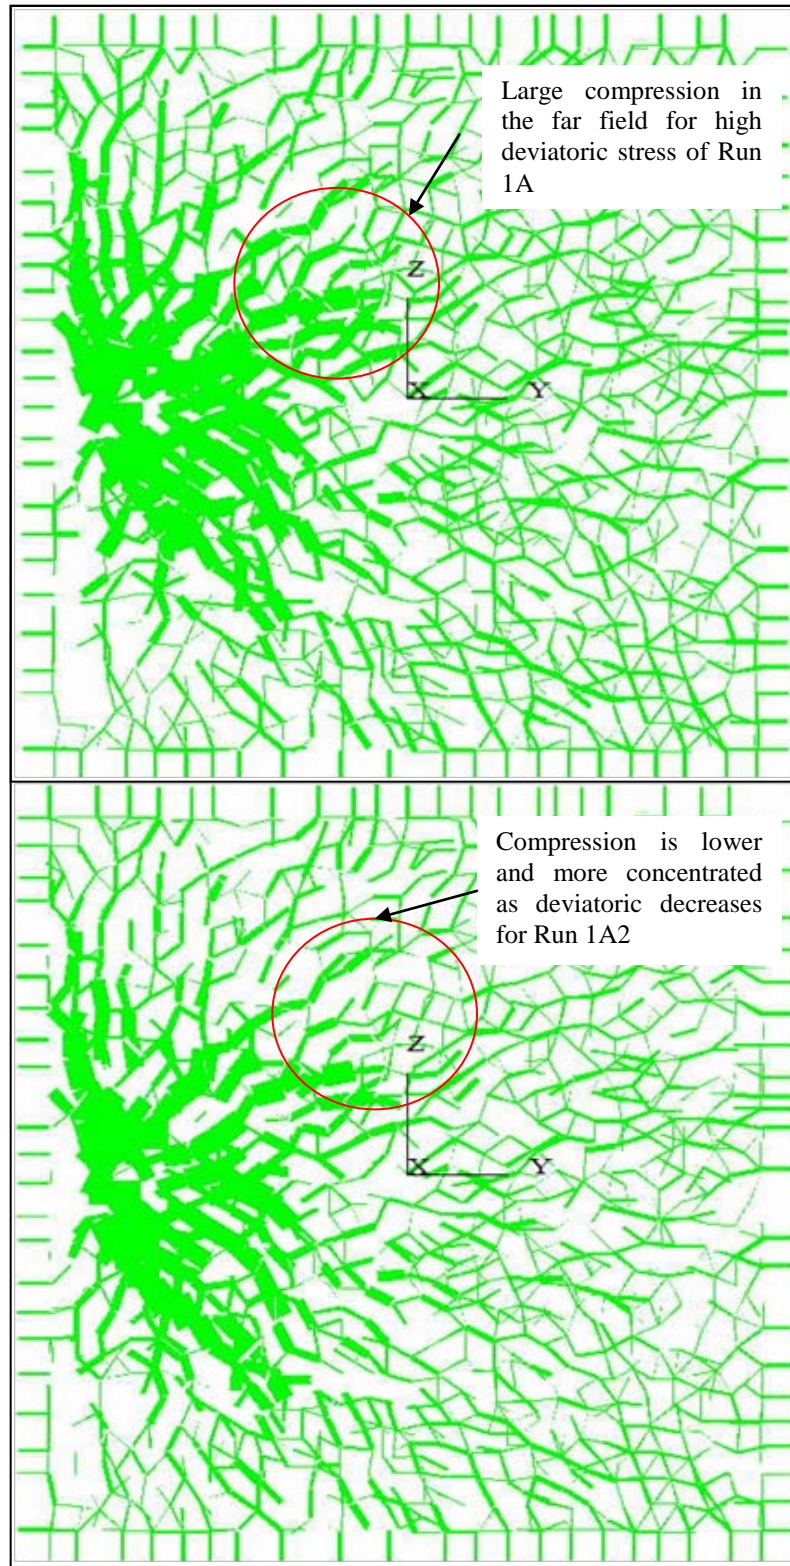 Large compression in
the far field for high
deviatoric stress of Run
1A
Z
X Y
Compression is lower
and more concentrated
as deviatoric decreases
for Run 1A2
Z
X Y